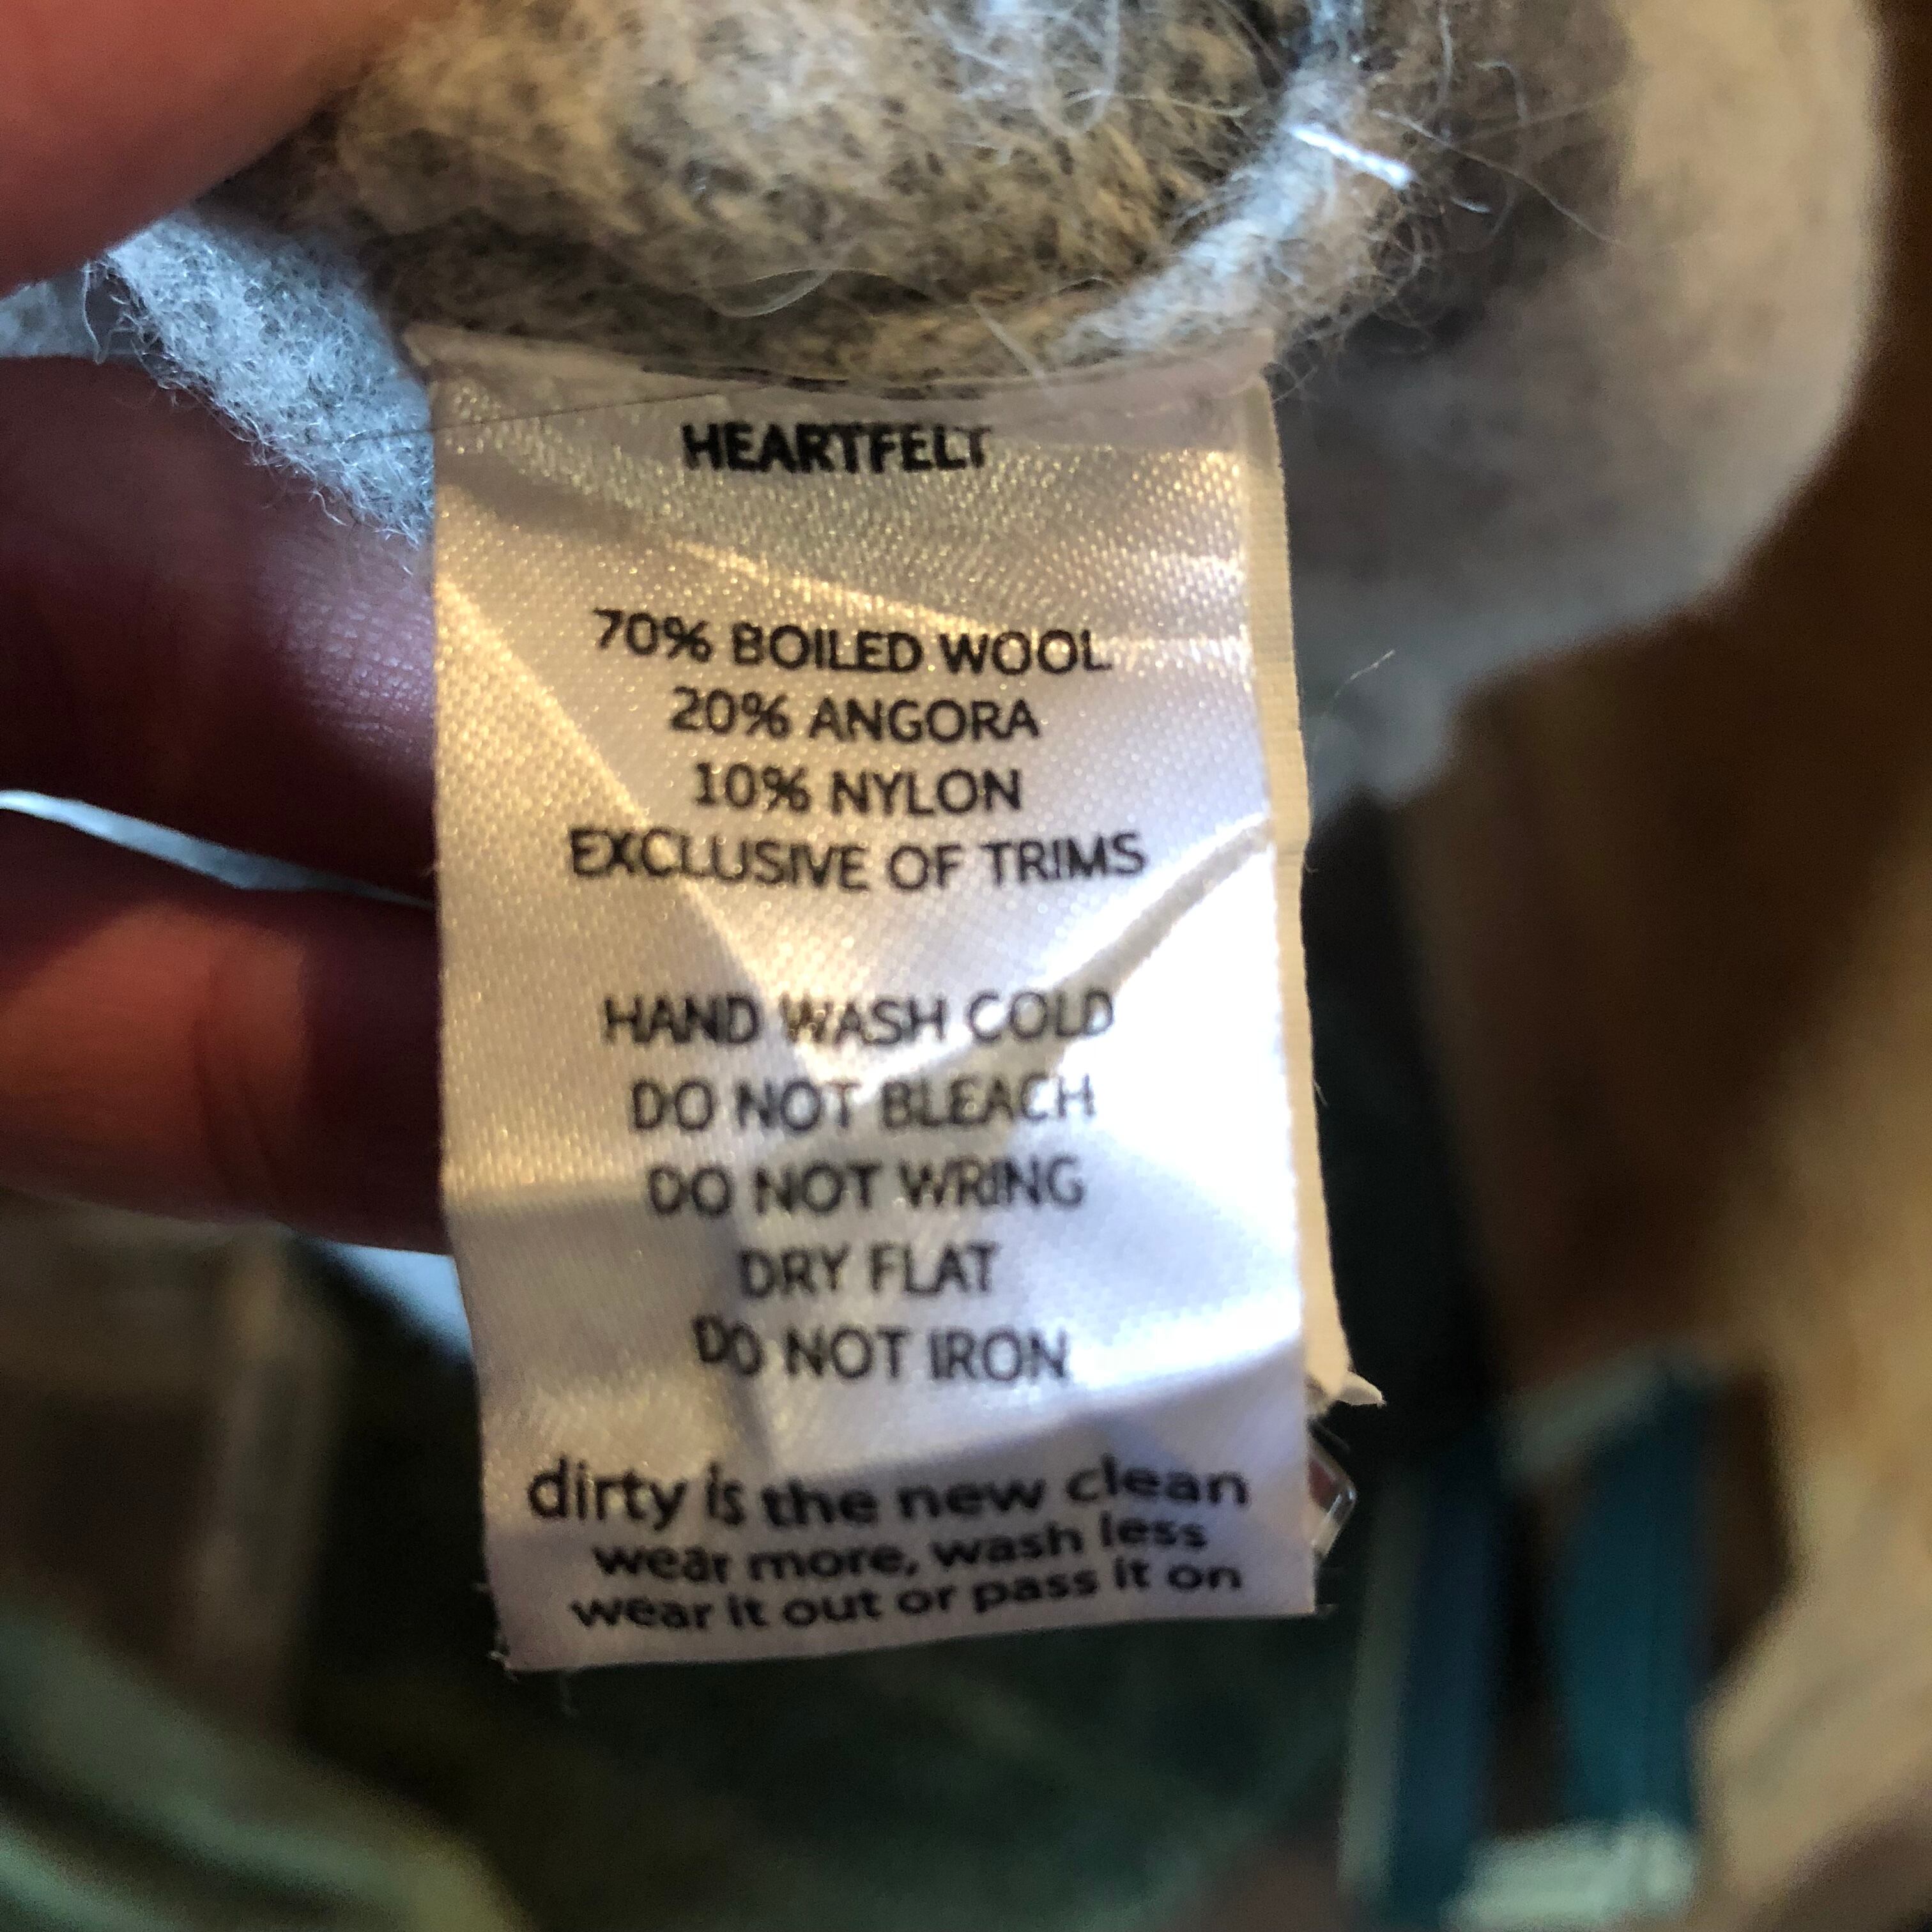 HEARTFELT
70% BOILED WOOL
20% ANGORA
10% NYLON
EXCLUSIVE OF TRIMS
HAND WASH COLD
DO NOT BLEACH
DO NOT WRING
DRY FLAT
DO NOT IRON
dirty is the new clean
wear more, wash less
wear it out or pass it on